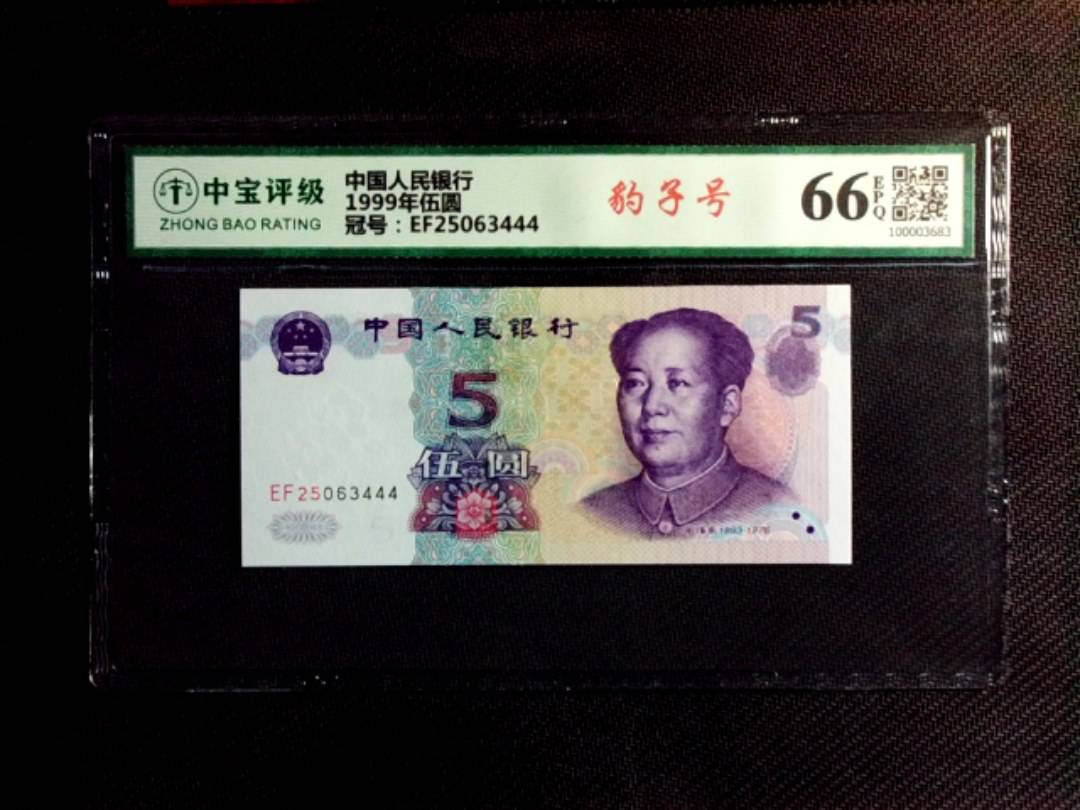 中宝评级
ZHONG BAO RATING
中国人民银行
1999年伍圆
冠号：EF25063444
豹子号
66
EPQ
100003683
中国人民银行
5
5
伍圆
EF25063444
1893-1976